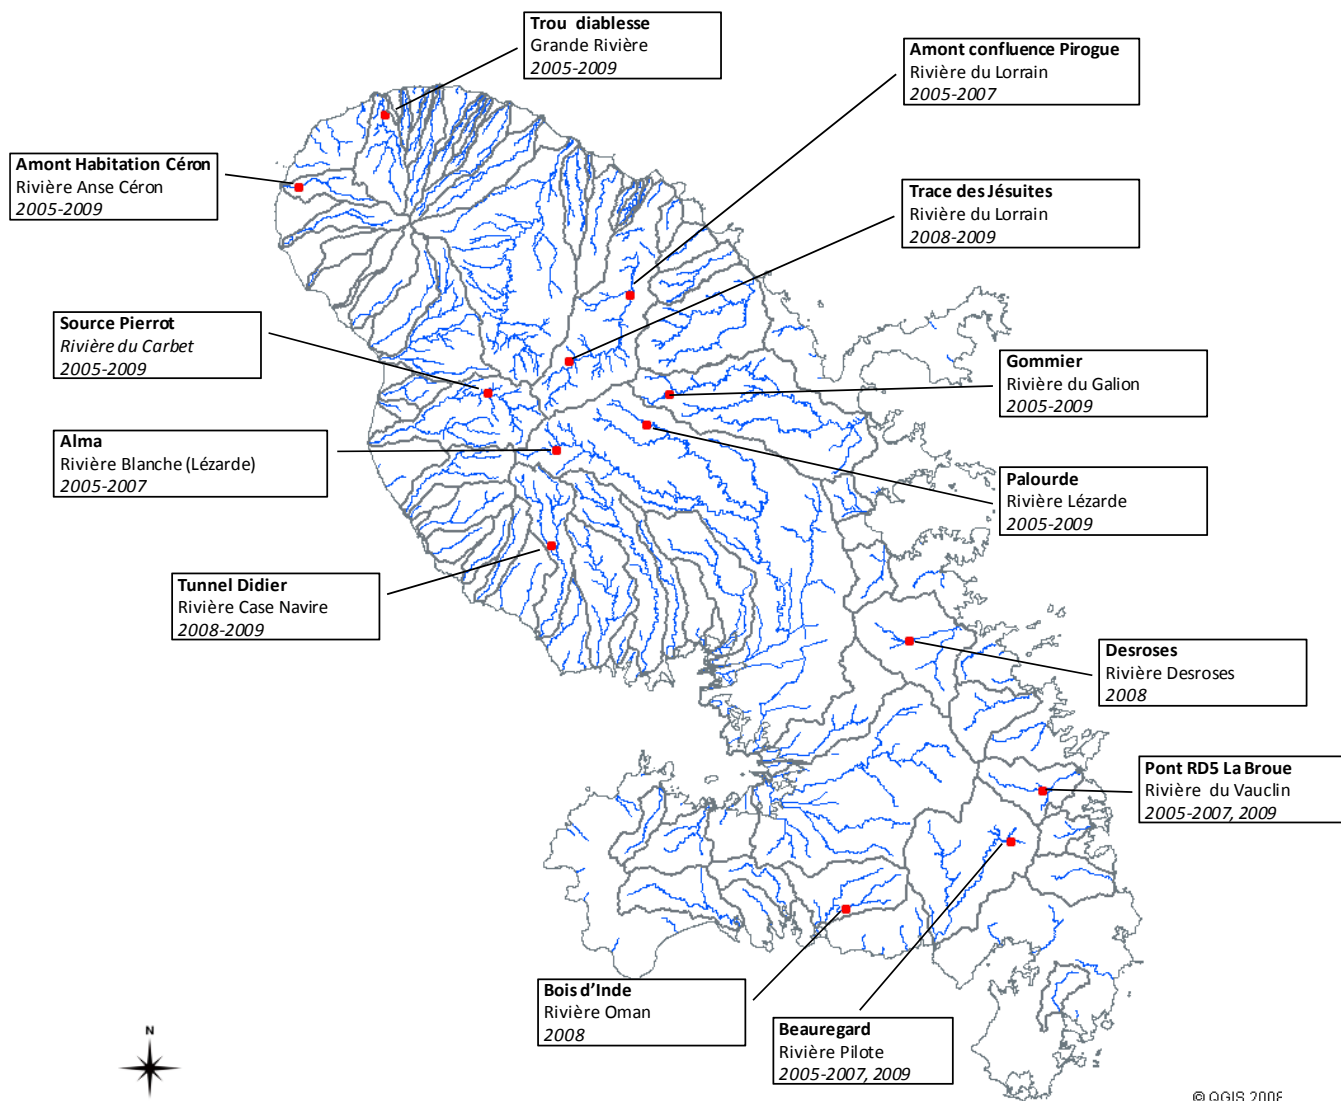 Trou diablesse
Grande Rivière
2005-2009
Amont confluence Pirogue
Rivière du Lorrain
2005-2007
Amont Habitation Céron
Rivière Anse Céron
2005-2009
Trace des Jésuites
Rivière du Lorrain
2008-2009
Source Pierrot
Rivière du Carbet
2005-2009
Gommier
Rivière du Galion
2005-2009
Alma
Rivière Blanche (Lézarde)
2005-2007
Palourde
Rivière Lézarde
2005-2009
Tunnel Didier
Rivière Case Navire
2008-2009
Desroses
Rivière Desroses
2008
Pont RD5 La Broue
Rivière du Vauclin
2005-2007, 2009
Bois d'Inde
Rivière Oman
2008
Beauregard
Rivière Pilote
2005-2007, 2009
N
© QGIS 2008